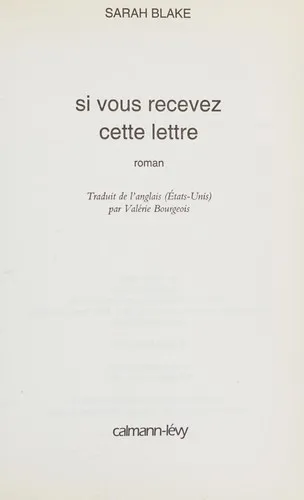 SARAH BLAKE
si vous recevez
cette lettre
roman
Traduit de l'anglais (États-Unis)
par Valérie Bourgeois
calmann-lévy